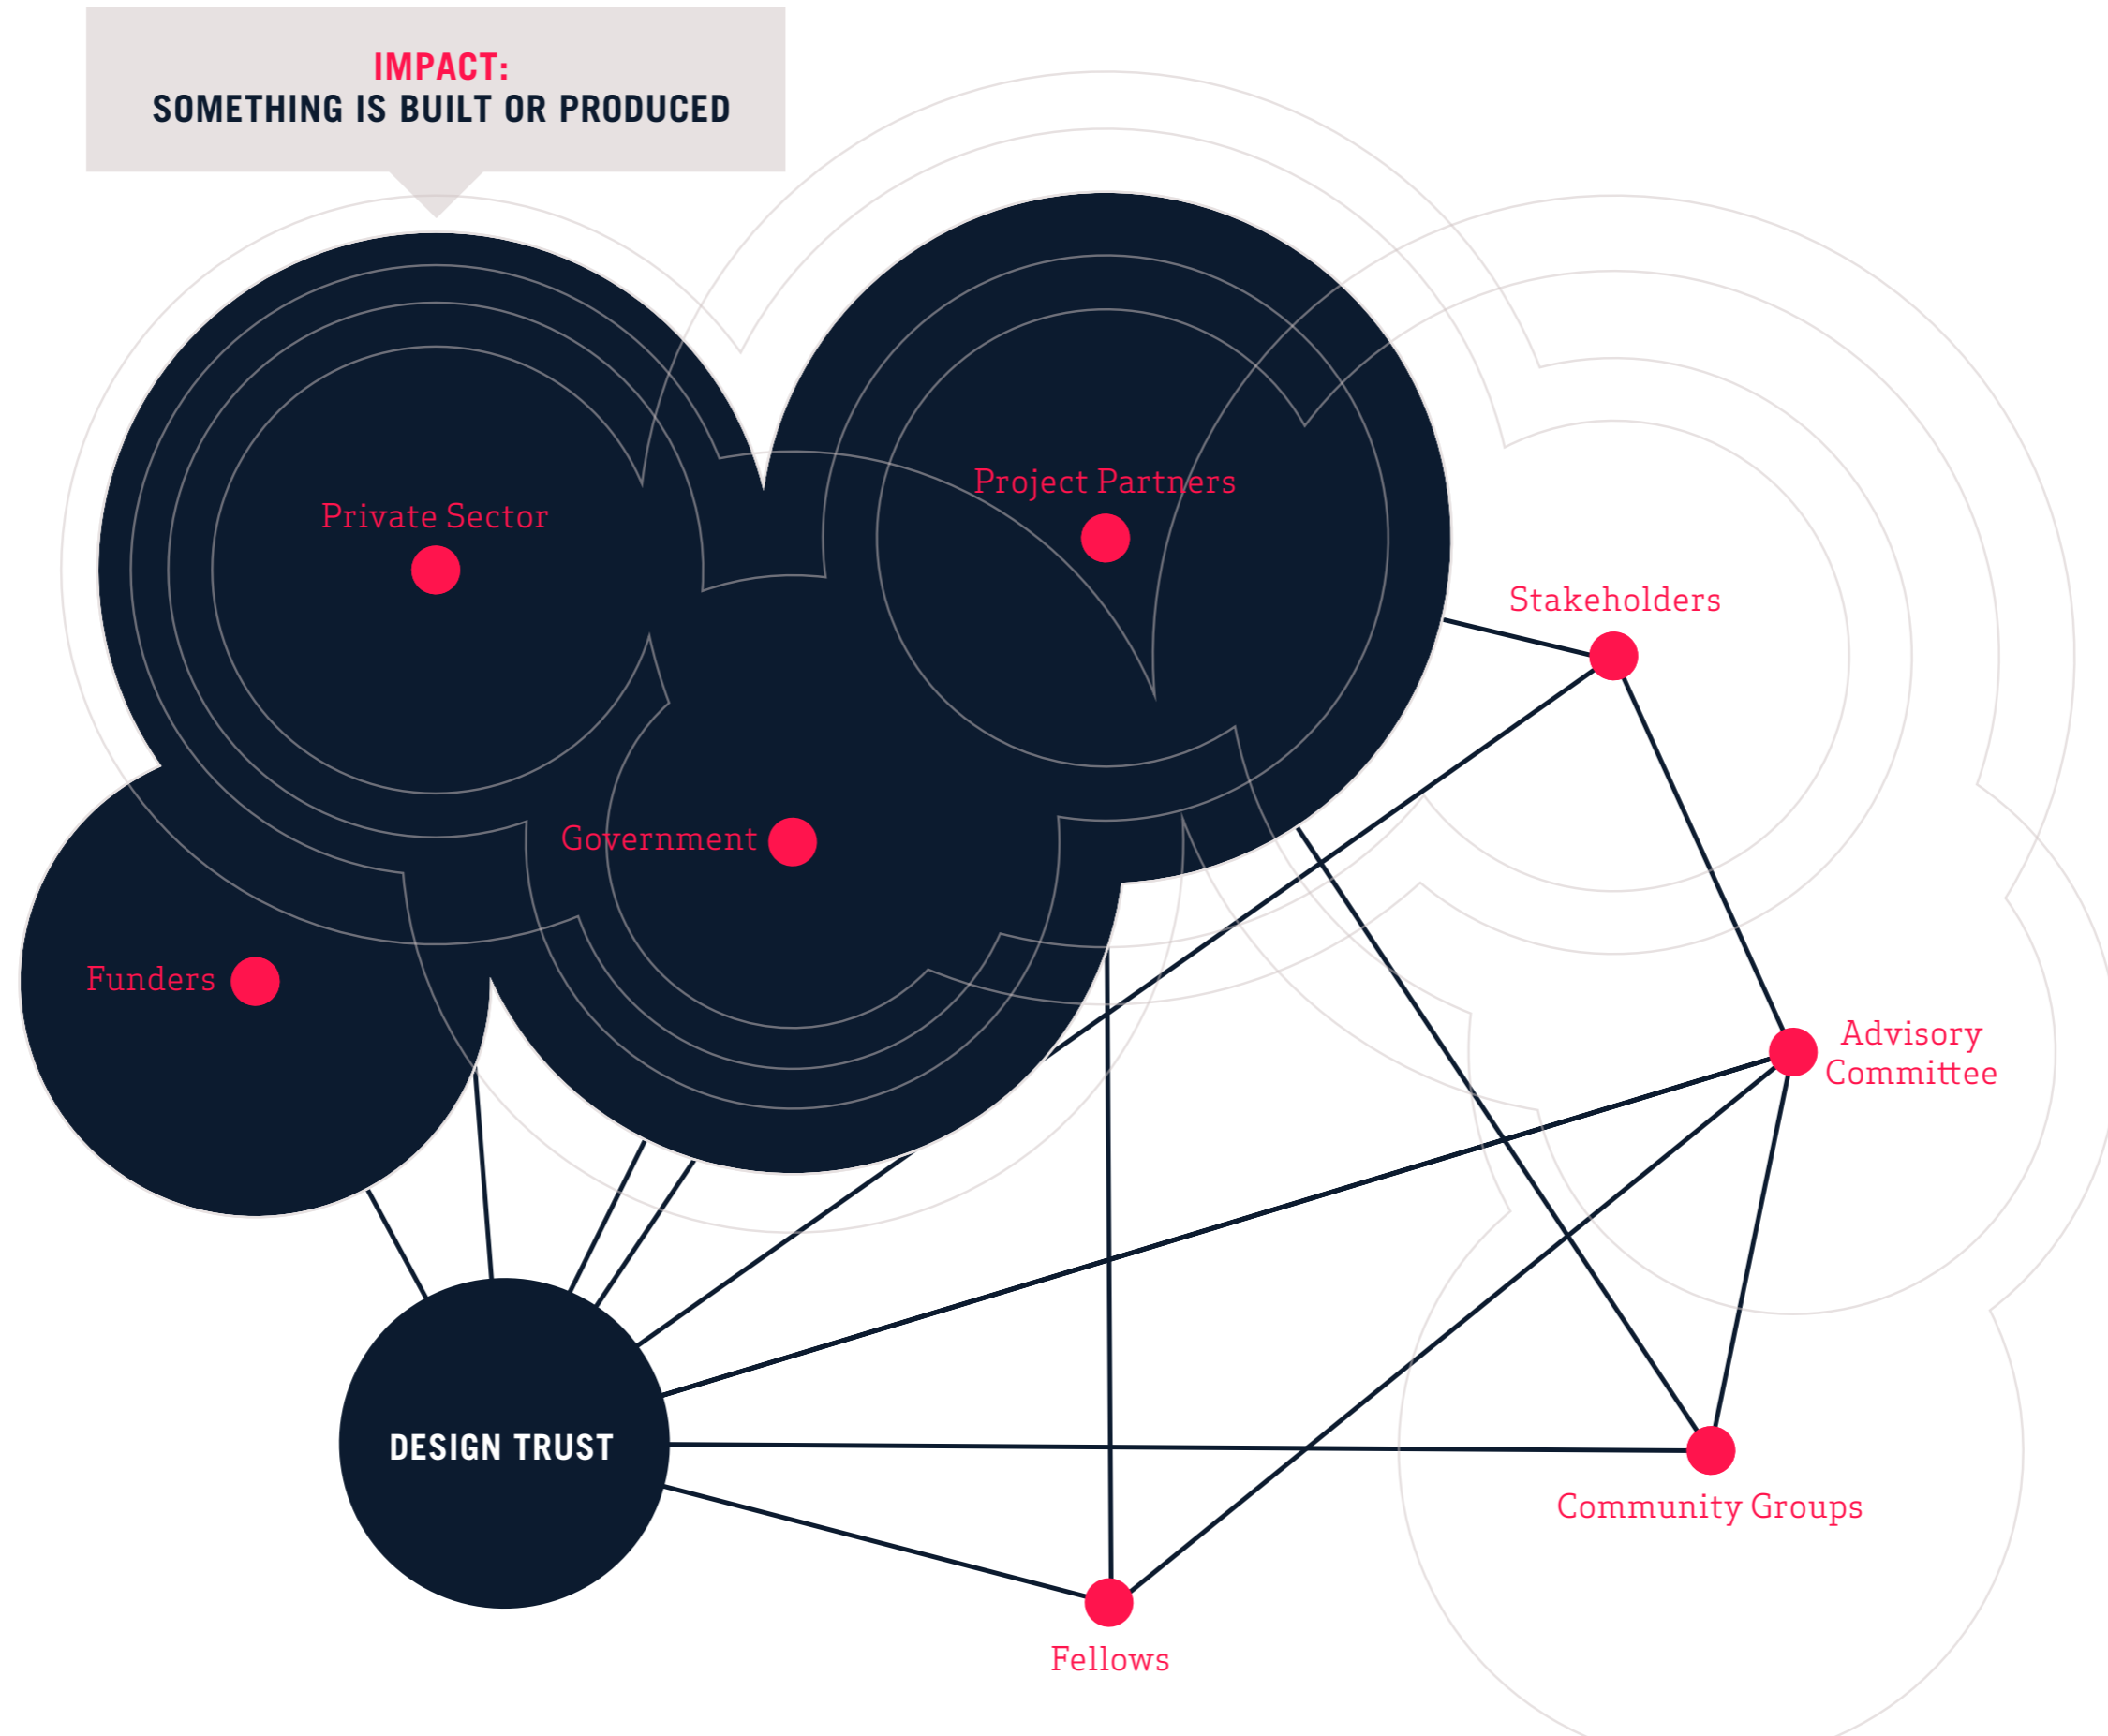 IMPACT:
SOMETHING IS BUILT OR PRODUCED
Project Partners
Private Sector
Stakeholders
Government
Funders
Advisory
Committee
DESIGN TRUST
Community Groups
Fellows